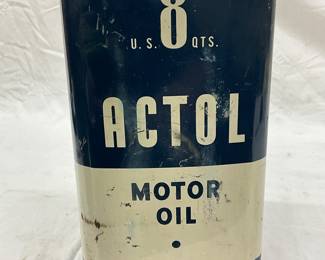 8
U.S. QTS.
ACTOL
MOTOR
OIL